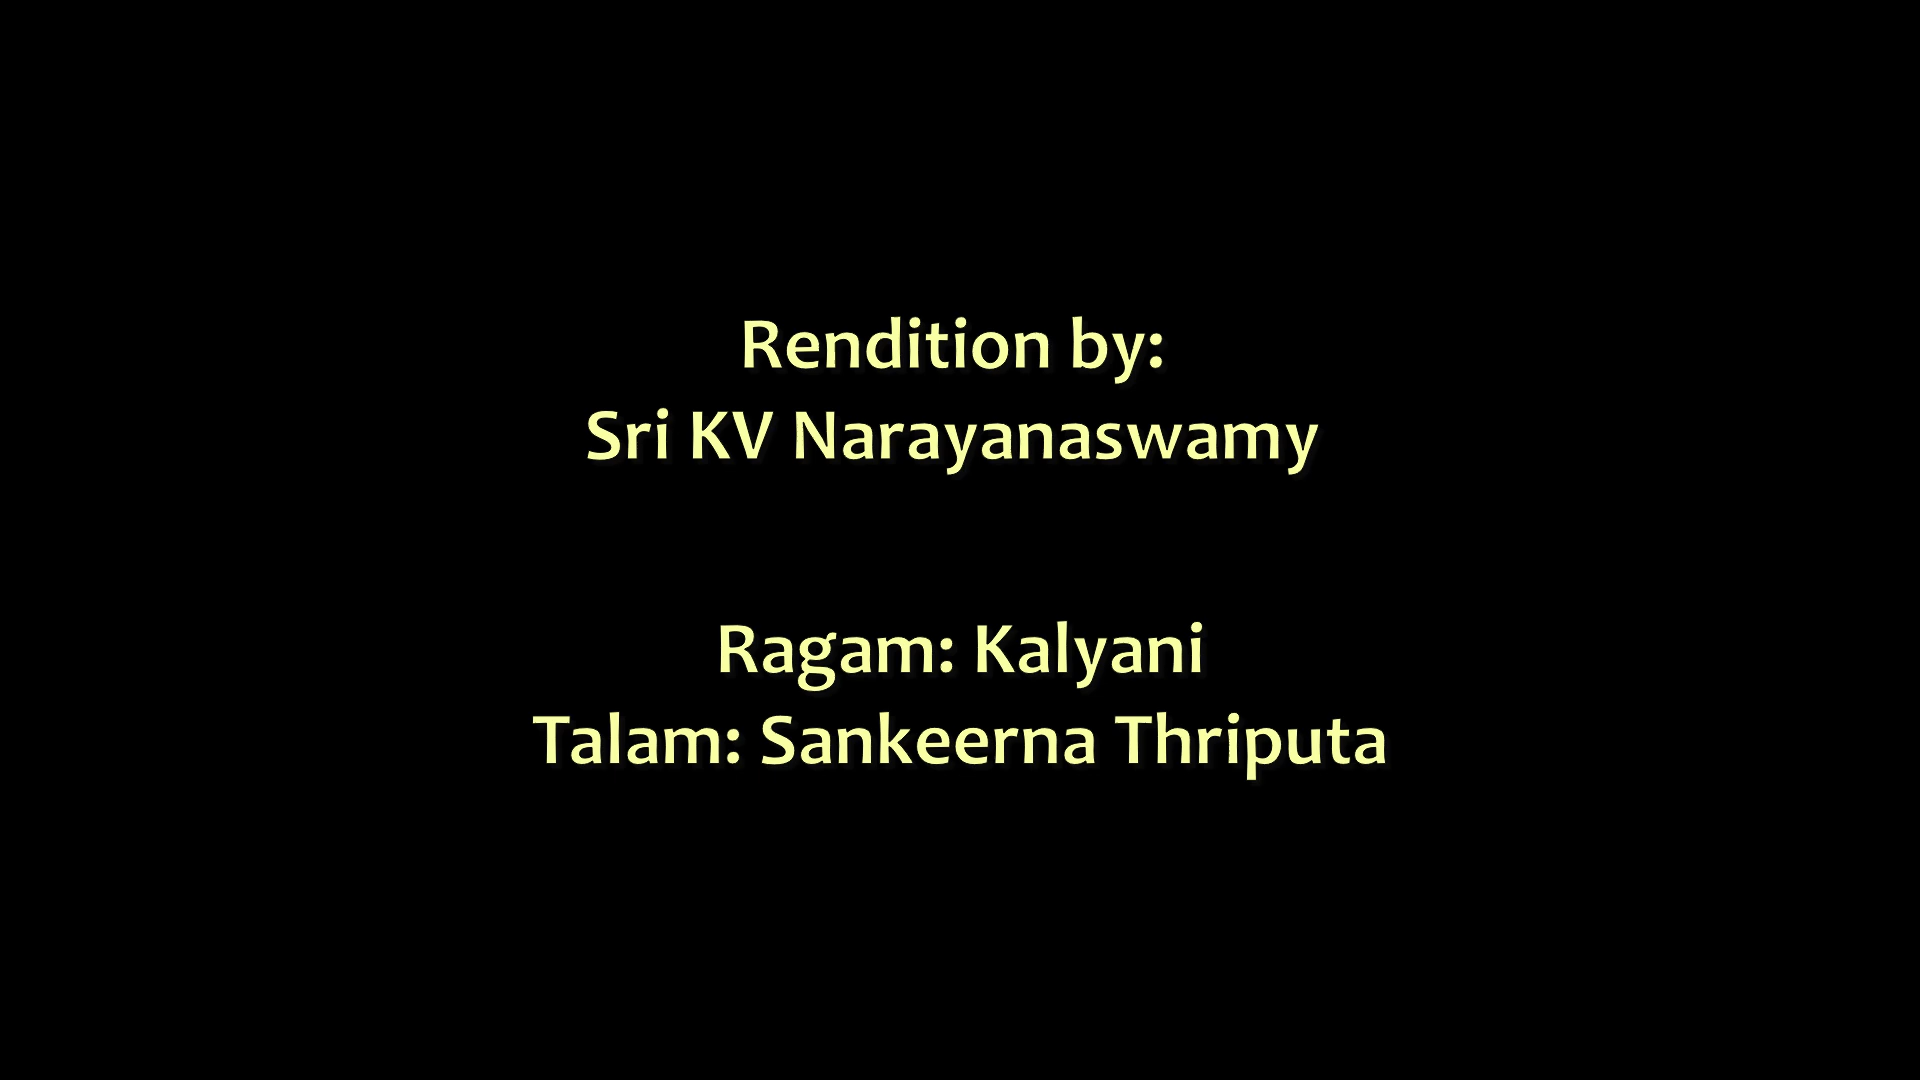 Rendition by:
Sri KV Narayanaswamy
Ragam: Kalyani
Talam: Sankeerna Thriputa